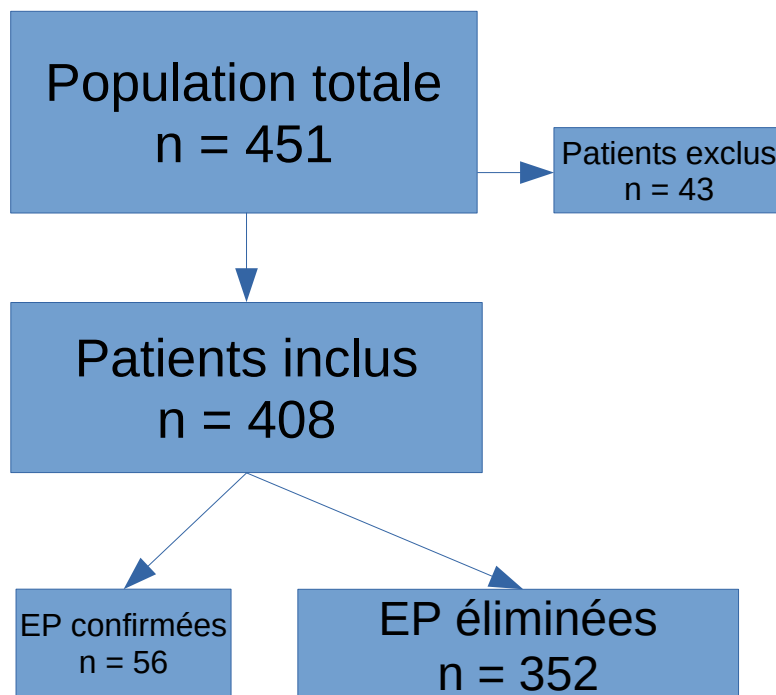 Population totale
n = 451
Patients exclus
n = 43
Patients inclus
n = 408
EP confirmées
n = 56
EP éliminées
n = 352